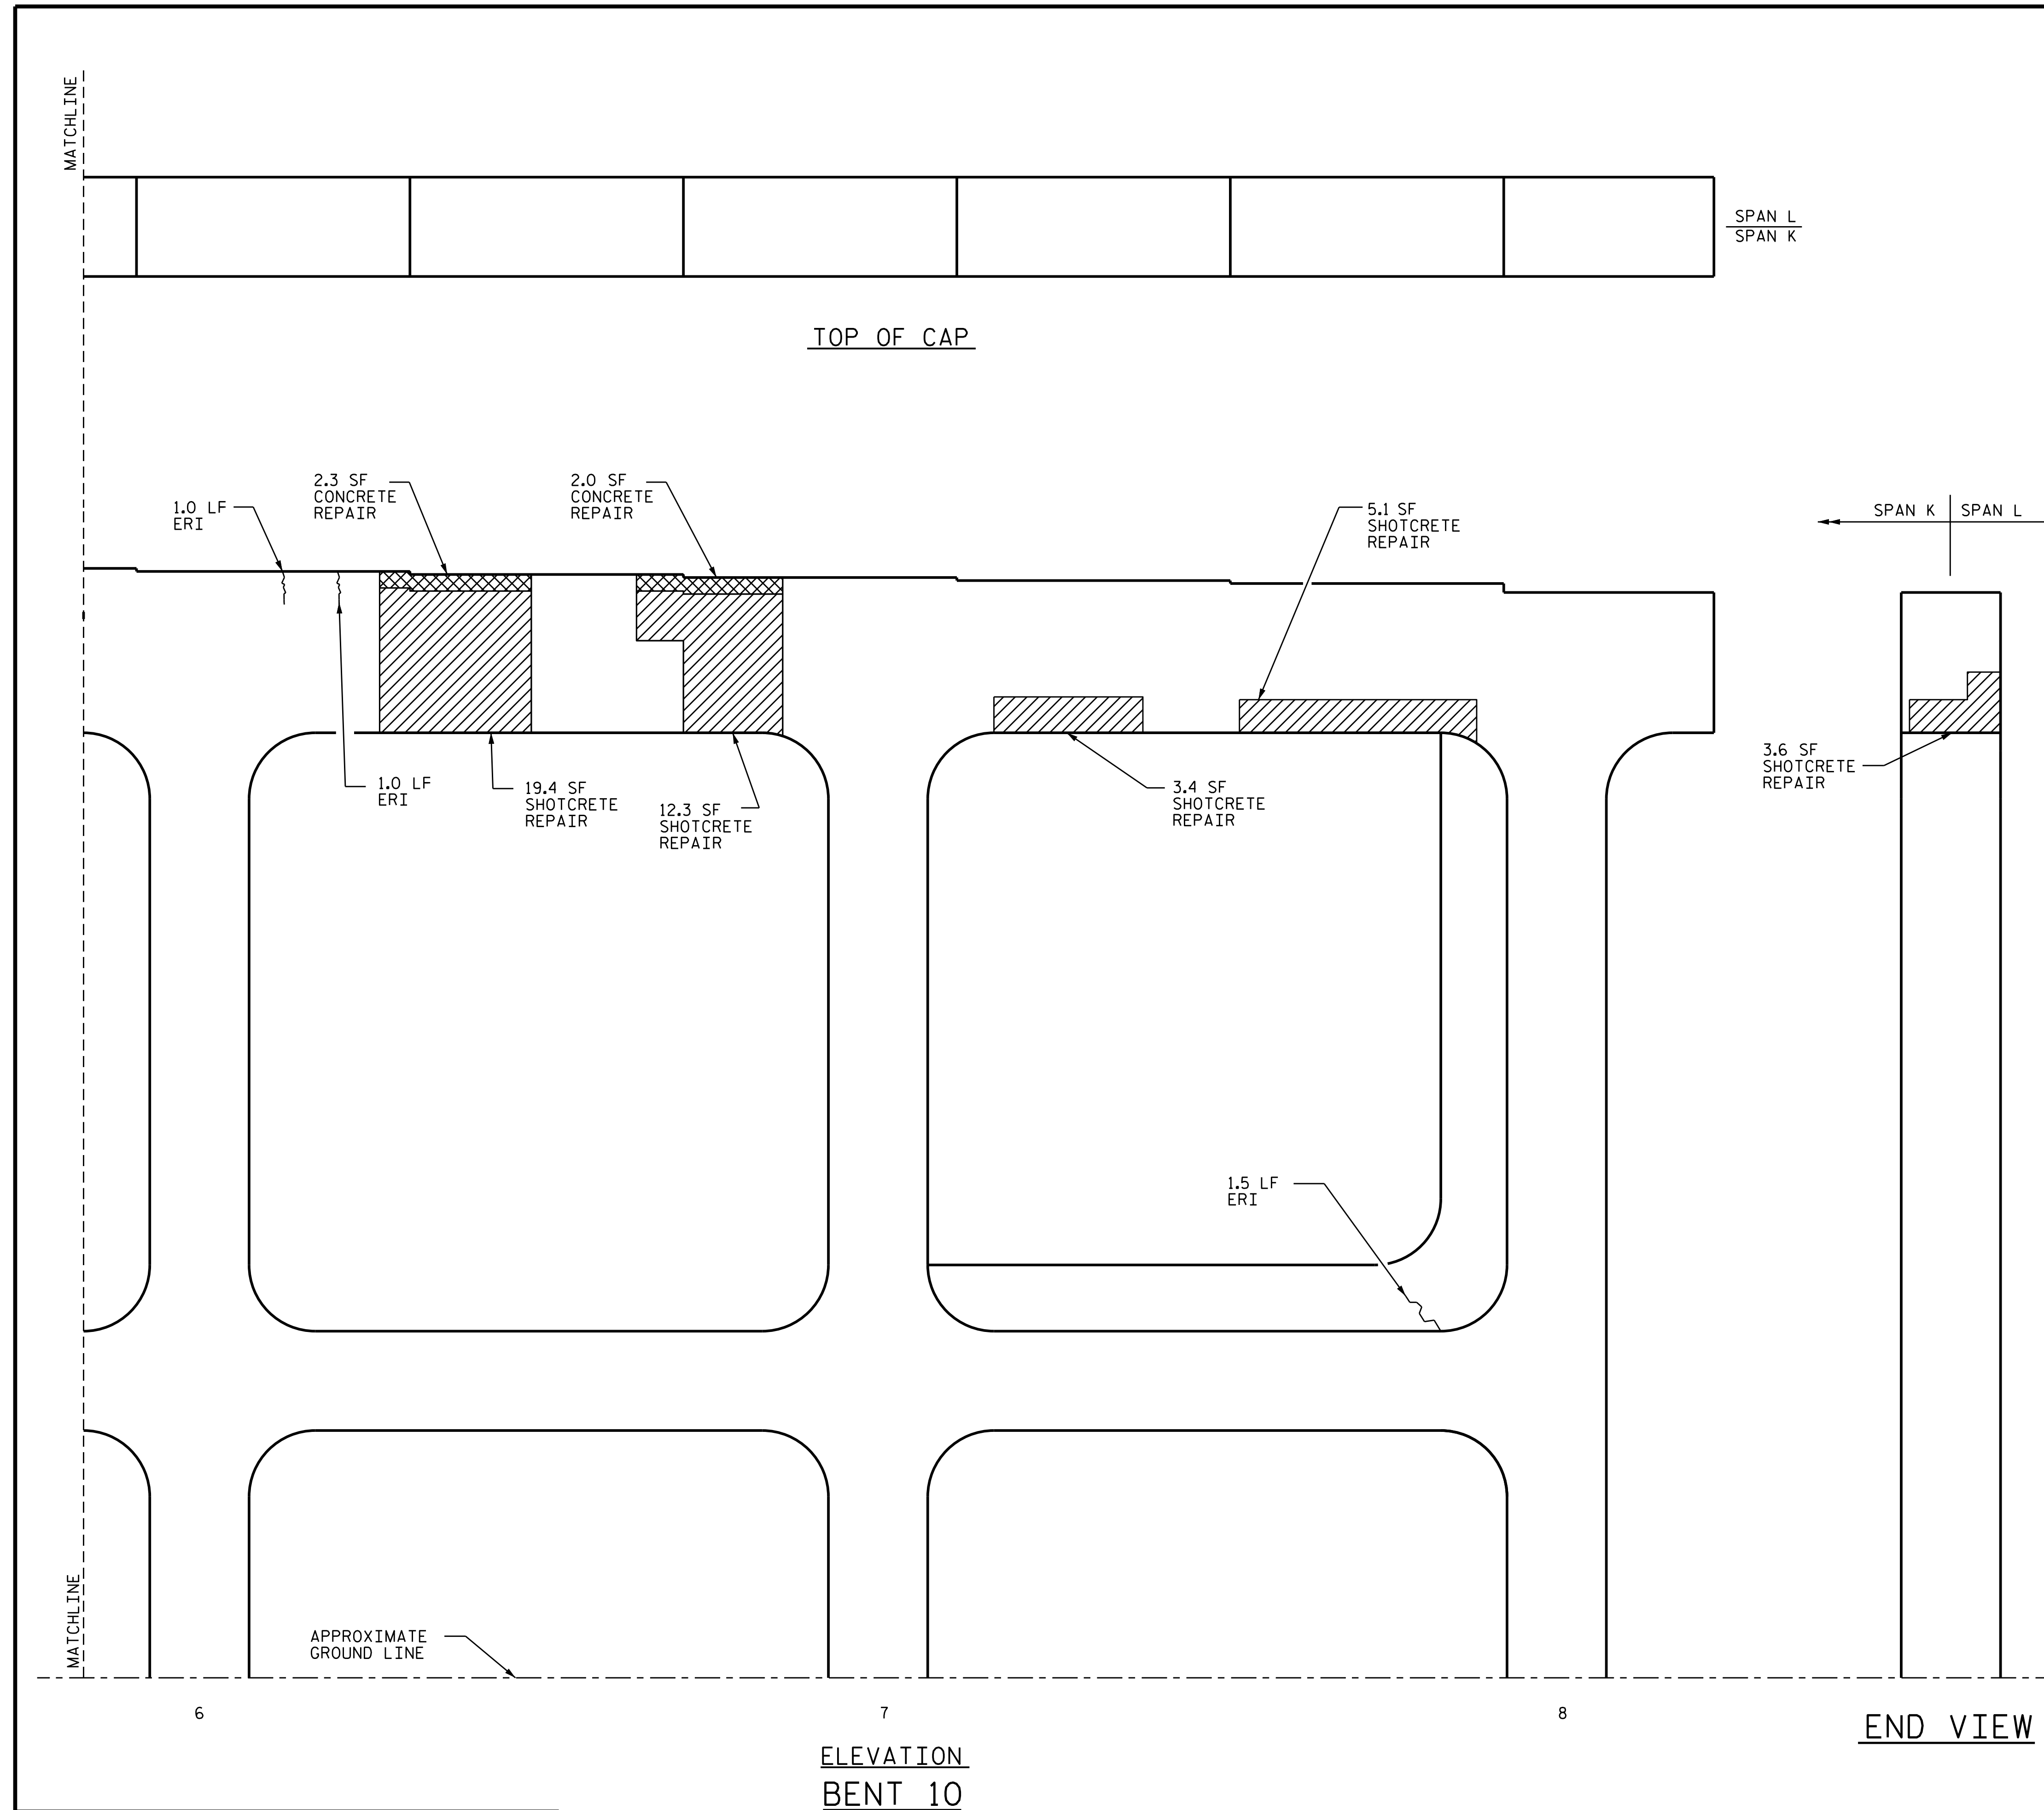 MATCHLINE
SPAN L
SPAN K
TOP OF CAP
1.0 LF
ERI
2.3 SF
CONCRETE
REPAIR
2.0 SF
CONCRETE
REPAIR
5.1 SF
SHOTCRETE
REPAIR
SPAN K
SPAN L
1.0 LF
ERI
19.4 SF
SHOTCRETE
REPAIR
12.3 SF
SHOTCRETE
REPAIR
3.4 SF
SHOTCRETE
REPAIR
3.6 SF
SHOTCRETE
REPAIR
1.5 LF
ERI
MATCHLINE
APPROXIMATE
GROUND LINE
6
7
8
END VIEW
ELEVATION
BENT 10